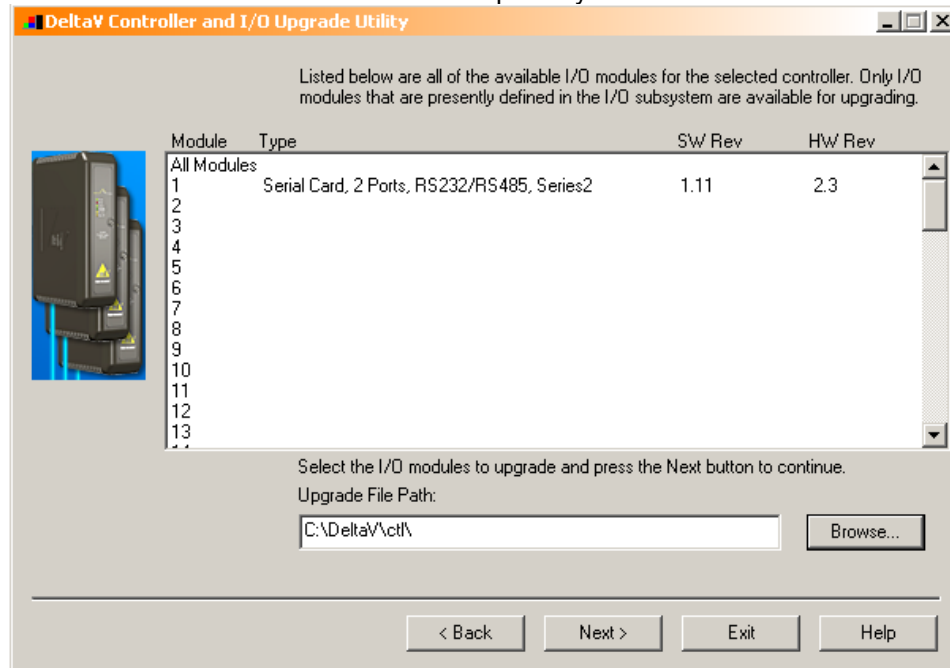 DeltaV Controller and I/O Upgrade Utility
Listed below are all of the available I/O modules for the selected controller. Only I/O
modules that are presently defined in the I/O subsystem are available for upgrading.
Module Type SW Rev HW Rev
All Modules
1 Serial Card, 2 Ports, RS232/RS485, Series2 1.11 2.3
2
3
4
5
6
7
8
9
10
11
12
13
Select the I/O modules to upgrade and press the Next button to continue.
Upgrade File Path:
C:\DeltaV\ctl\
Browse...
< Back Next > Exit Help